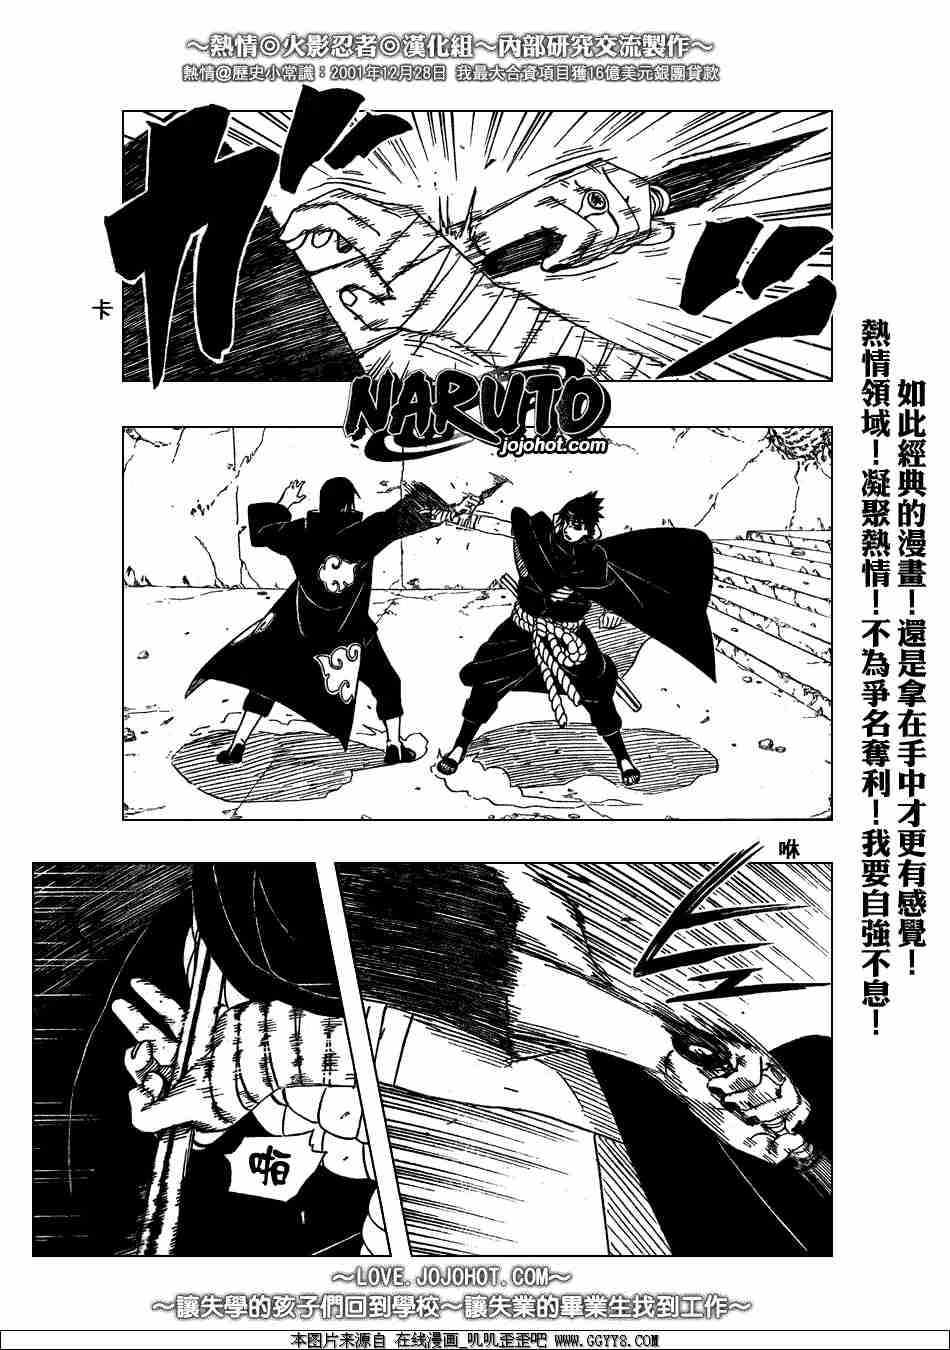 ～熱情◎火影忍者◎漢化組～內部研究交流製作～
熱情@歷史小常識：2001年12月28日 我最大合資項目獲16億美元銀團貸款
ガッ
卡
NARUTO
jojohot.com
如此經典的漫畫！還是拿在手中才更有感覺！
熱情領域！凝聚熱情！不為爭名奪利！我要自強不息！
咻
ビュ
啪
～LOVE.JOJOHOT.COM～
～讓失學的孩子們回到學校～讓失業的畢業生找到工作～
本图片来源自 在线漫画_叽叽歪歪吧 www.GGYY8.COM